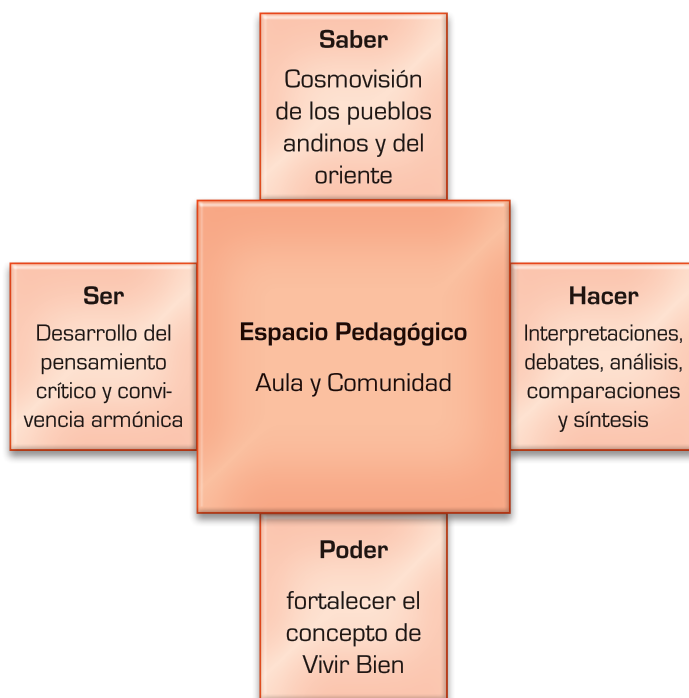 Saber
Cosmovisión
de los pueblos
andinos y del
oriente
Ser
Desarrollo del
pensamiento
crítico y convi-
vencia armónica
Espacio Pedagógico
Aula y Comunidad
Hacer
Interpretaciones,
debates, análisis,
comparaciones
y síntesis
Poder
fortalecer el
concepto de
Vivir Bien